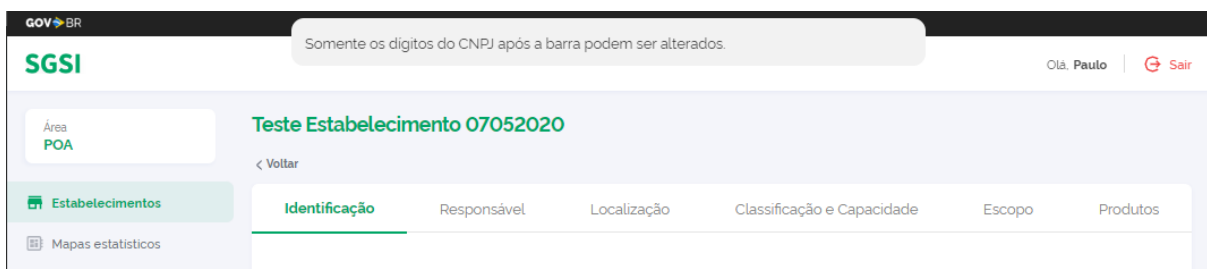 GOV BR
Somente os dígitos do CNPJ após a barra podem ser alterados.
SGSI
Olá, Paulo
Sair
Área
POA
Teste Estabelecimento 07052020
< Voltar
Estabelecimentos
Identificação Responsável Localização Classificação e Capacidade Escopo Produtos
Mapas estatísticos